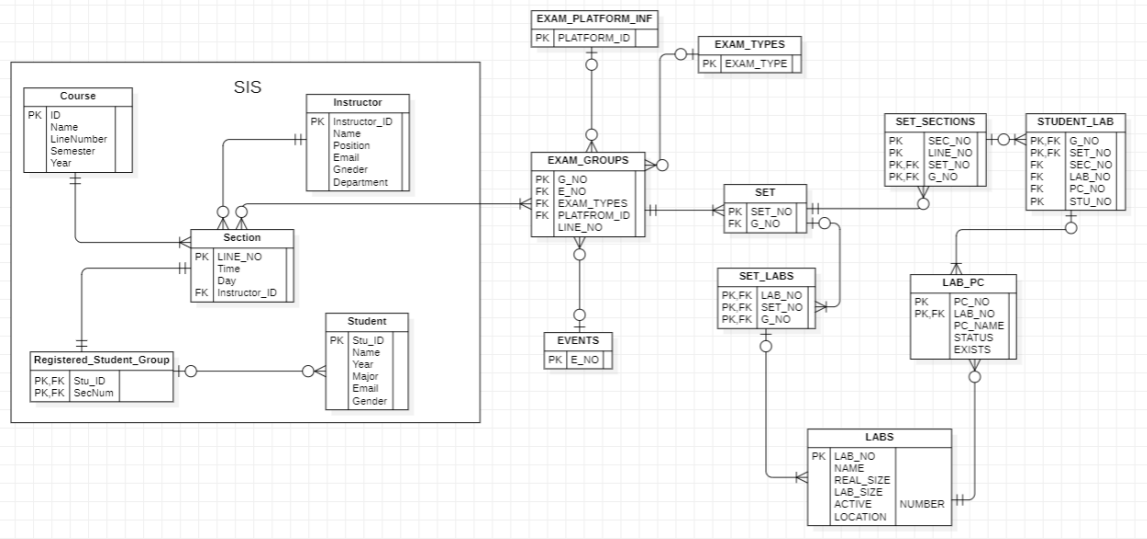 SIS
Course
PK ID
Name
LineNumber
Semester
Year
Instructor
PK Instructor_ID
Name
Position
Email
Gneder
Department
Section
PK LINE_NO
Time
Day
FK Instructor_ID
Registered_Student_Group
PK,FK Stu_ID
PK,FK SecNum
Student
PK Stu_ID
Name
Year
Major
Email
Gender
EXAM_PLATFORM_INF
PK PLATFORM_ID
EXAM_TYPES
PK EXAM_TYPE
EXAM_GROUPS
PK G_NO
FK E_NO
FK EXAM_TYPES
FK PLATFROM_ID
LINE_NO
EVENTS
PK E_NO
SET
PK SET_NO
FK G_NO
SET_LABS
PK,FK LAB_NO
PK,FK SET_NO
PK,FK G_NO
SET_SECTIONS
PK SEC_NO
PK LINE_NO
PK,FK SET_NO
PK,FK G_NO
STUDENT_LAB
PK,FK G_NO
PK,FK SET_NO
FK SEC_NO
FK LAB_NO
FK PC_NO
PK STU_NO
LAB_PC
PK PC_NO
PK,FK LAB_NO
PC_NAME
STATUS
EXISTS
LABS
PK LAB_NO
NAME
REAL_SIZE
LAB_SIZE
ACTIVE NUMBER
LOCATION